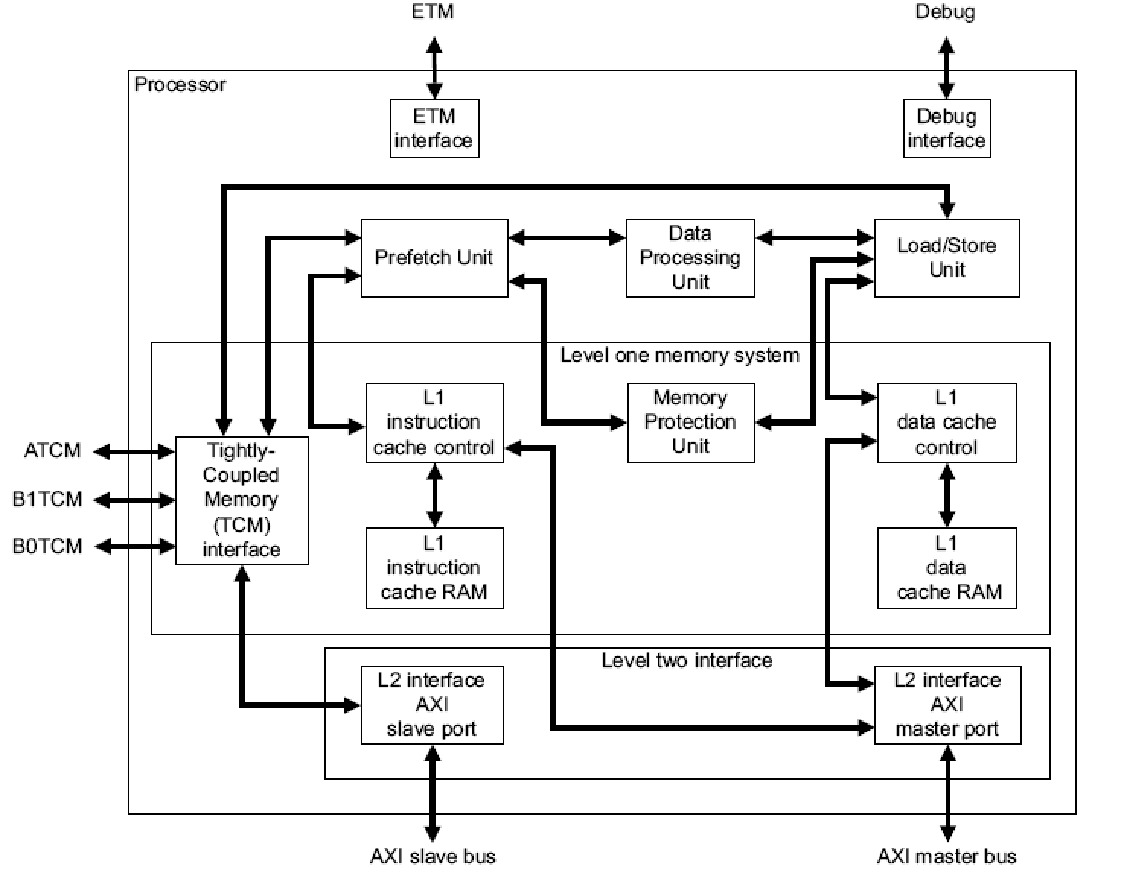 ETM
Debug
Processor
ETM
interface
Debug
interface
Prefetch Unit
Data
Processing
Unit
Load/Store
Unit
Level one memory system
L1
instruction
cache control
Memory
Protection
Unit
L1
data cache
control
ATCM
B1TCM
B0TCM
Tightly-
Coupled
Memory
(TCM)
interface
L1
instruction
cache RAM
L1
data
cache RAM
Level two interface
L2 interface
AXI
slave port
L2 interface
AXI
master port
AXI slave bus
AXI master bus